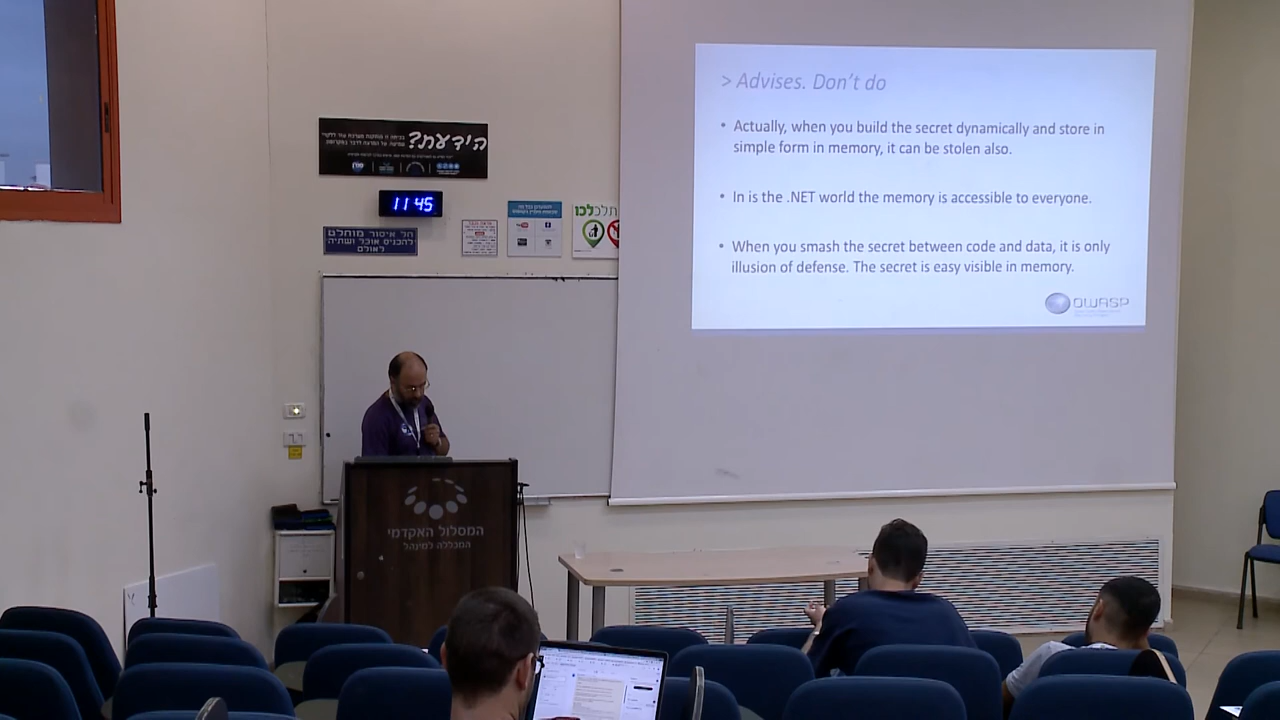 > Advises. Don't do
• Actually, when you build the secret dynamically and store in
simple form in memory, it can be stolen also.
• In is the .NET world the memory is accessible to everyone.
• When you smash the secret between code and data, it is only
illusion of defense. The secret is easy visible in memory.
OWASP
הידעת?
11 45
חל איסור מוחלט
להכניס אוכל ושתיה
לאולם
המסלול האקדמי
המכללה למינהל